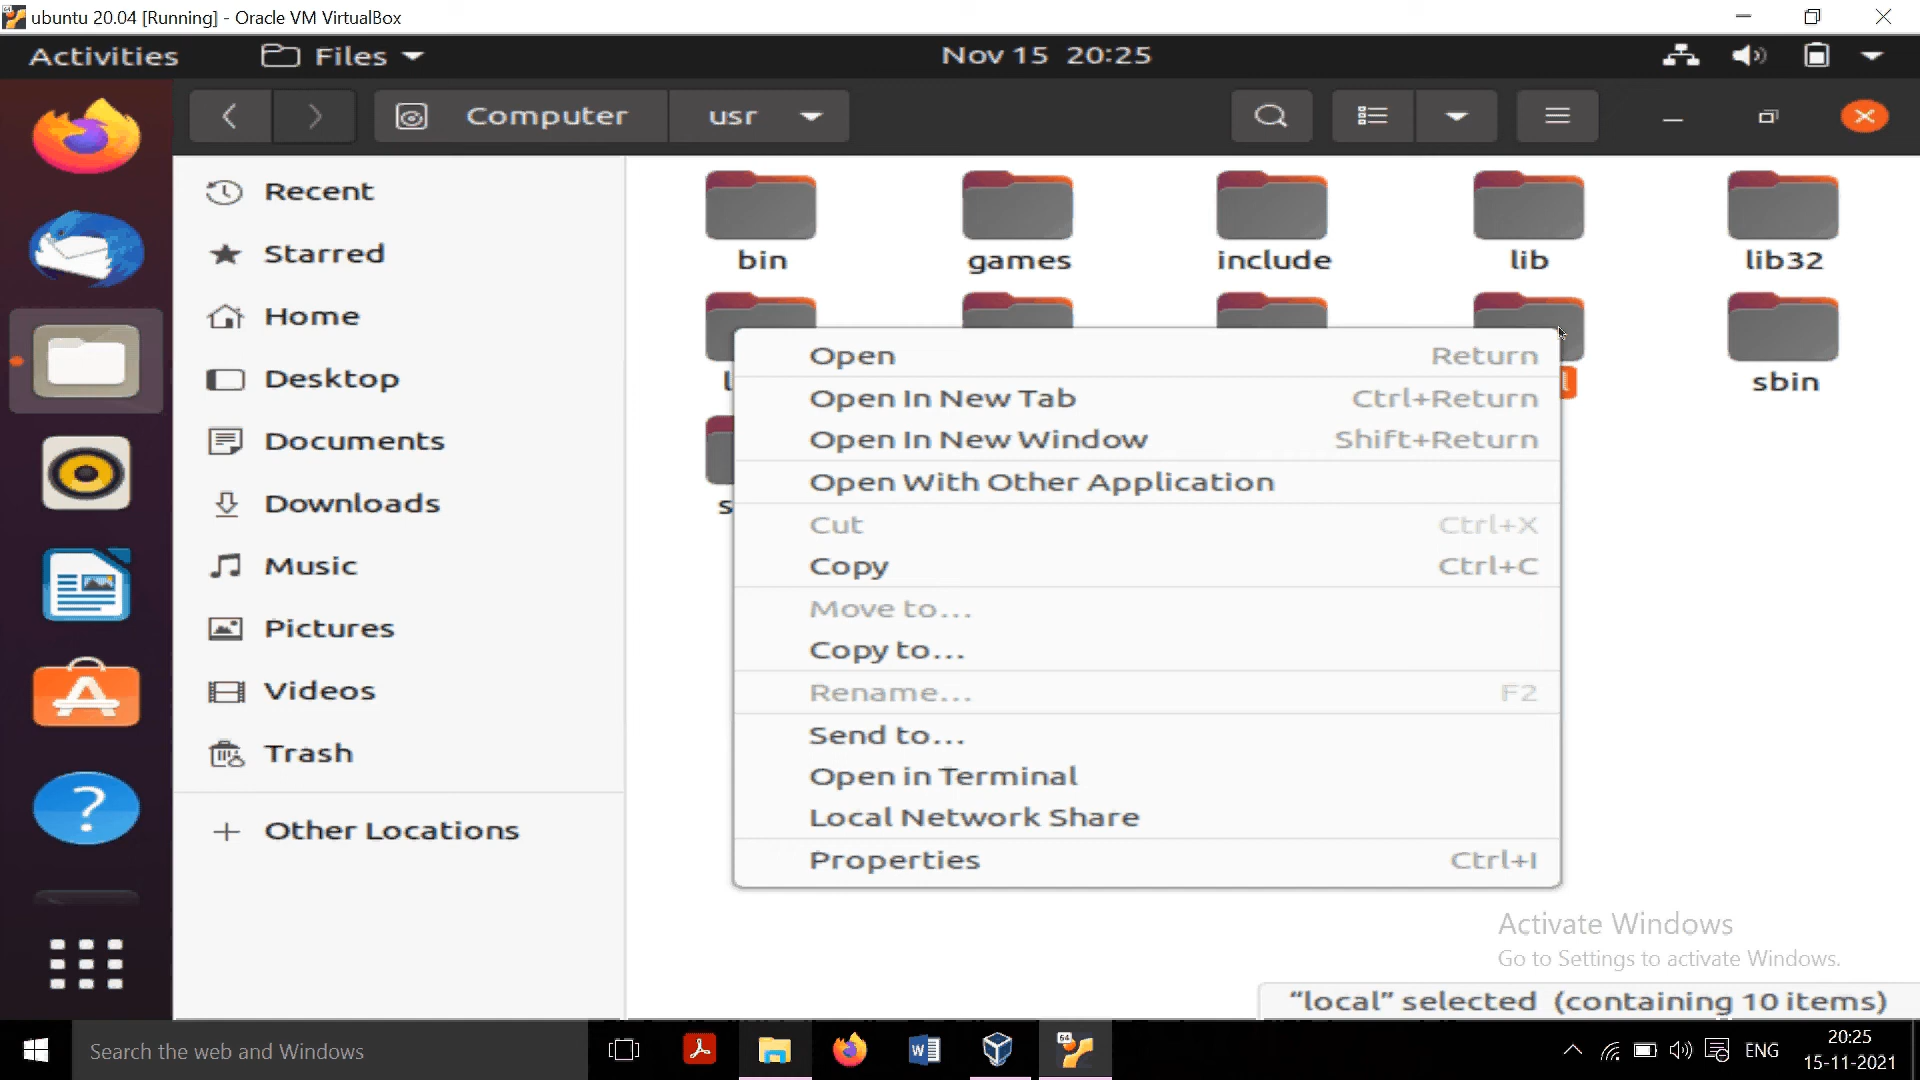 ubuntu 20.04 [Running] - Oracle VM VirtualBox
Activities Files Nov 15 20:25
Computer usr
Recent
Starred
Home
Desktop
Documents
Downloads
Music
Pictures
Videos
Trash
+ Other Locations
bin games include lib lib32
sbin
Open Return
Open In New Tab Ctrl+Return
Open In New Window Shift+Return
Open With Other Application
Cut Ctrl+X
Copy Ctrl+C
Move to...
Copy to...
Rename... F2
Send to...
Open in Terminal
Local Network Share
Properties Ctrl+I
Activate Windows
Go to Settings to activate Windows.
“local” selected (containing 10 items)
Search the web and Windows
64
ENG
20:25
15-11-2021